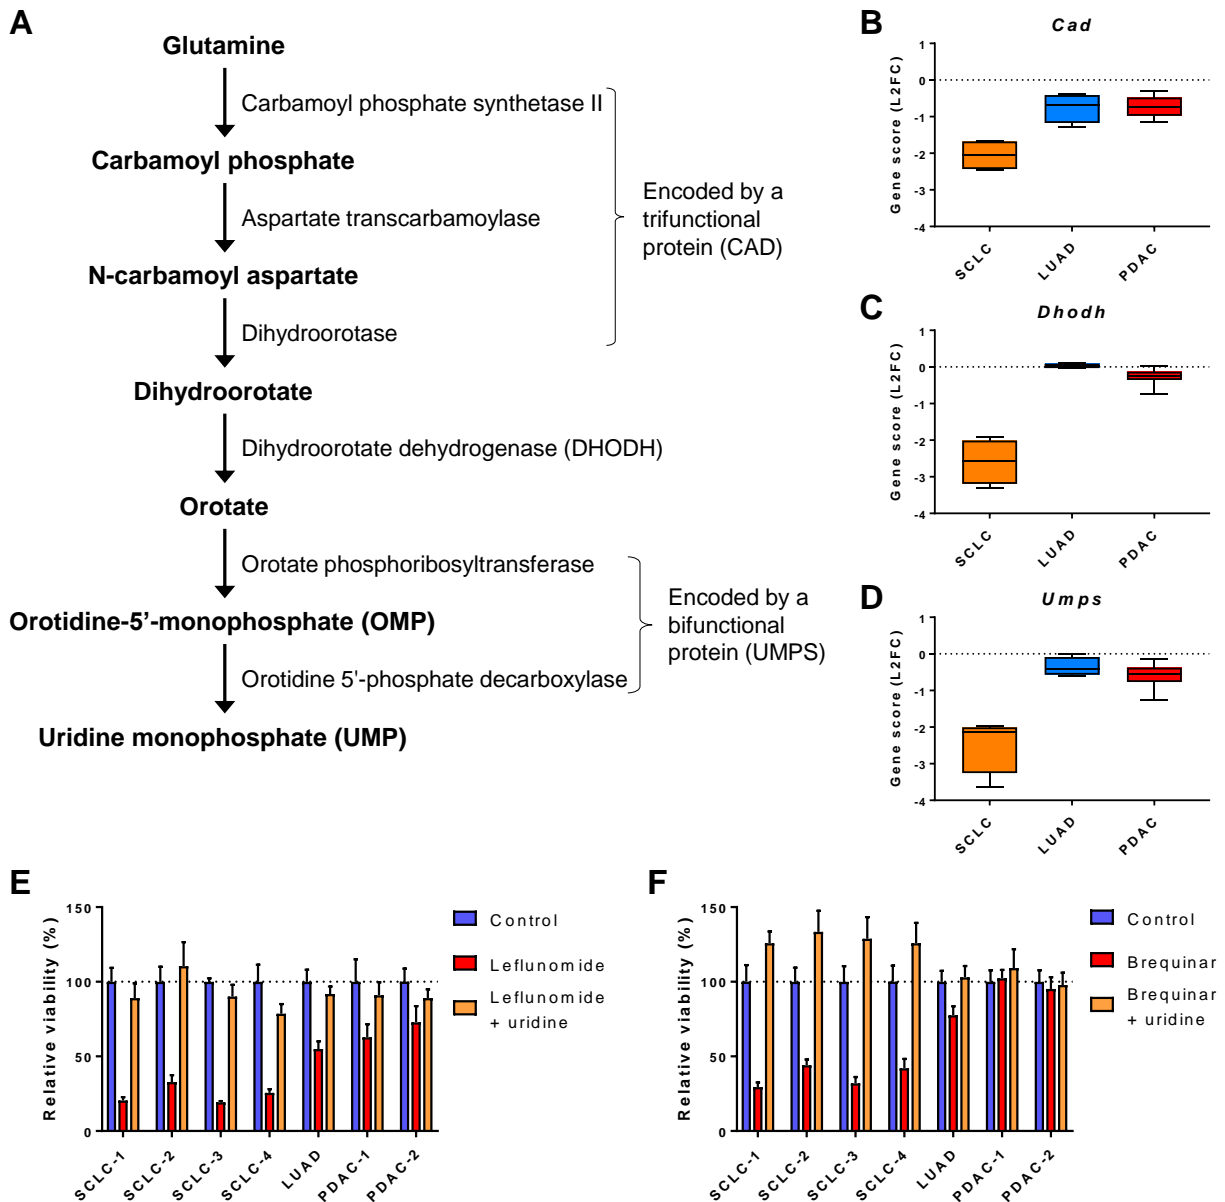 A
Glutamine
Carbamoyl phosphate synthetase II
Carbamoyl phosphate
Aspartate transcarbamoylase
Encoded by a
trifunctional
protein (CAD)
N-carbamoyl aspartate
Dihydroorotase
Dihydroorotate
Dihydroorotate dehydrogenase (DHODH)
Orotate
Orotate phosphoribosyltransferase
Orotidine-5'-monophosphate (OMP)
Encoded by a
bifunctional
protein (UMPS)
Orotidine 5'-phosphate decarboxylase
Uridine monophosphate (UMP)
B
Cad
Gene score (L2FC)
1
0
-1
-2
-3
-4
SCLC
LUAD
PDAC
C
Dhodh
Gene score (L2FC)
1
0
-1
-2
-3
-4
SCLC
LUAD
PDAC
D
Umps
Gene score (L2FC)
1
0
-1
-2
-3
-4
SCLC
LUAD
PDAC
E
Relative viability (%)
150
100
50
0
SCLC-1
SCLC-2
SCLC-3
SCLC-4
LUAD
PDAC-1
PDAC-2
Control
Leflunomide
Leflunomide
+ uridine
F
Relative viability (%)
150
100
50
0
SCLC-1
SCLC-2
SCLC-3
SCLC-4
LUAD
PDAC-1
PDAC-2
Control
Brequinar
Brequinar
+ uridine